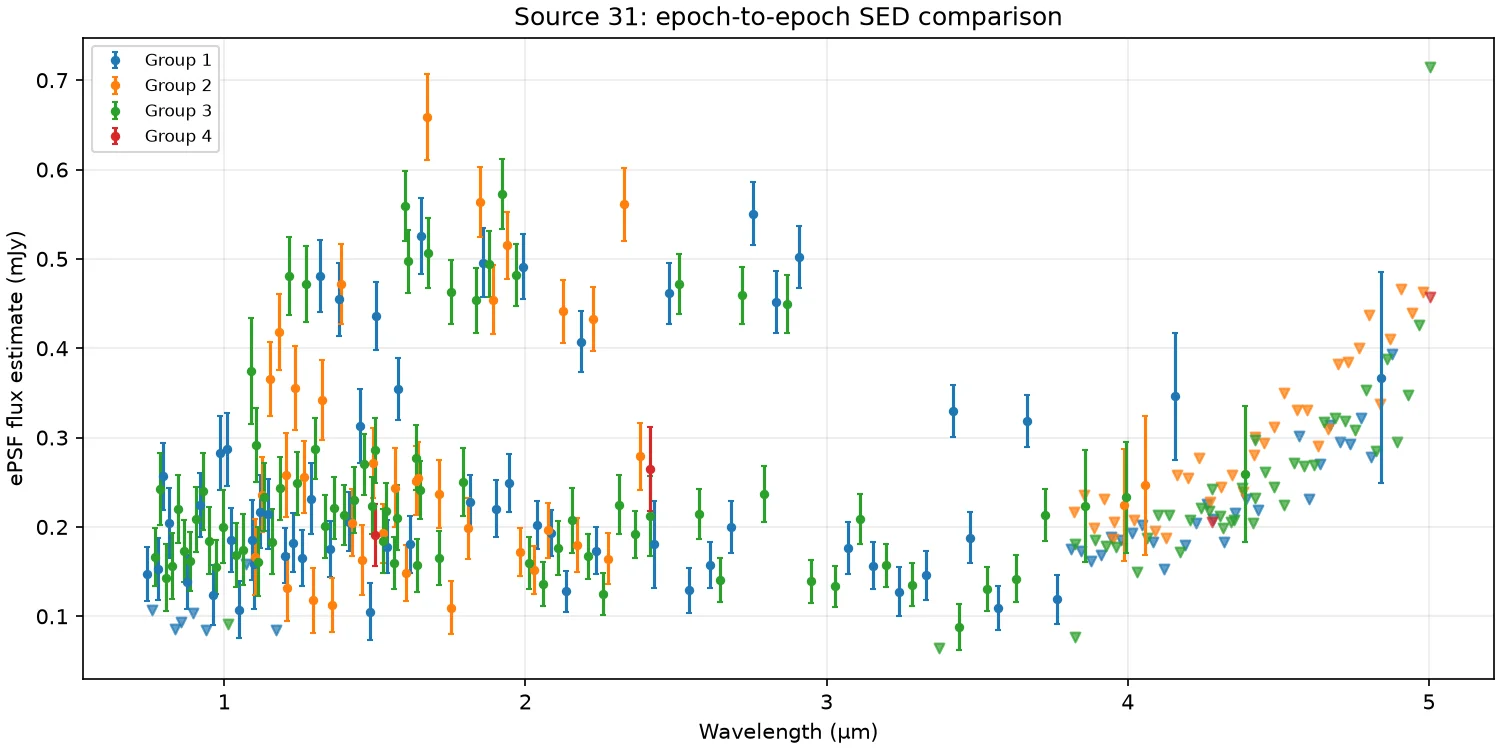 Source 31: epoch-to-epoch SED comparison
Group 1
Group 2
Group 3
Group 4
ePSF flux estimate (mJy)
0.7
0.6
0.5
0.4
0.3
0.2
0.1
1 2 3 4 5
Wavelength (μm)